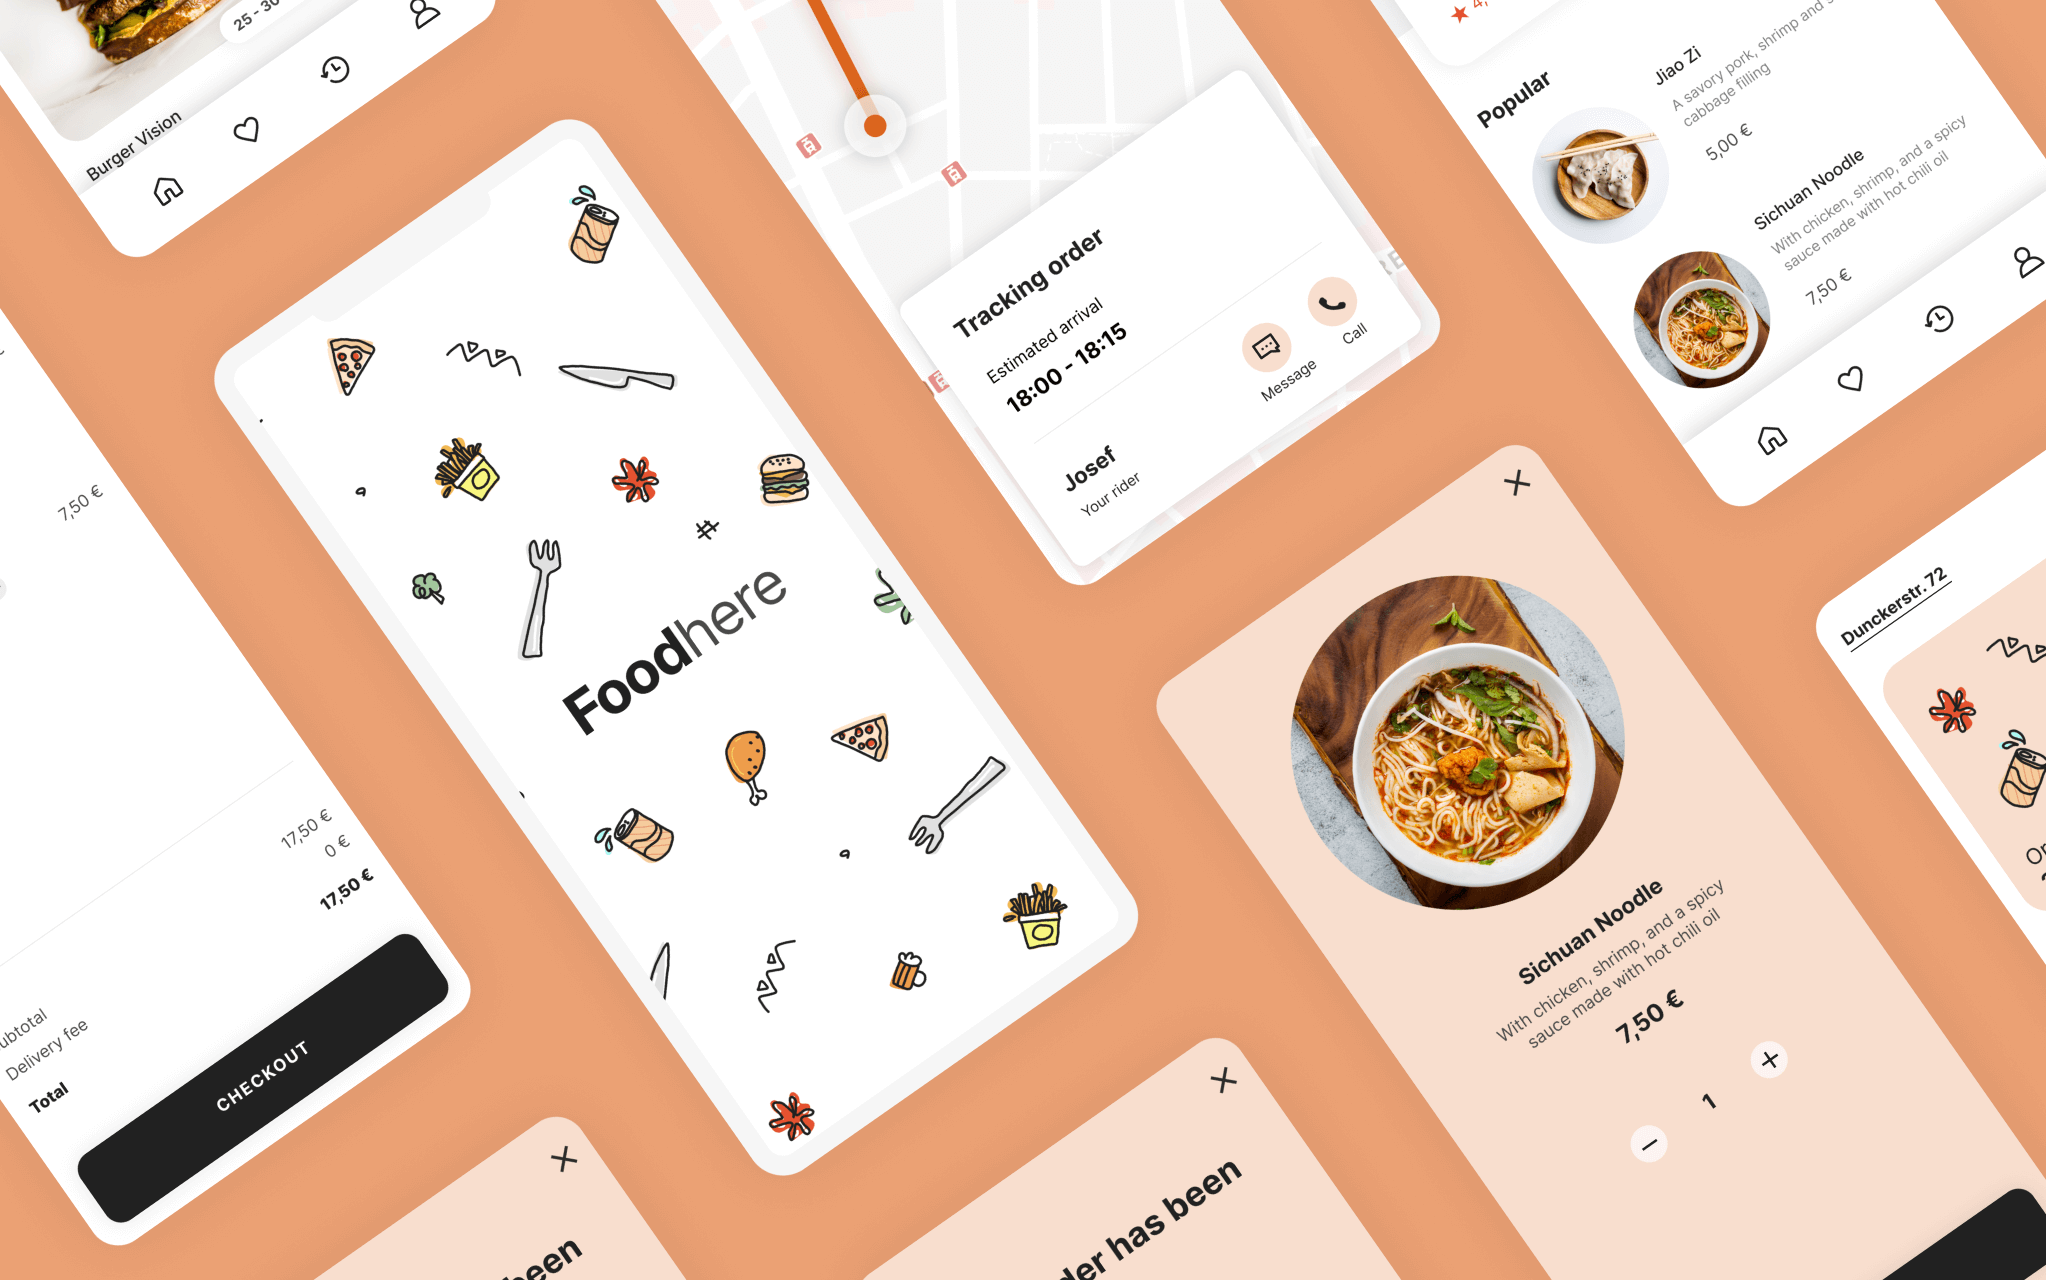 25 - 30
Burger Vision
7,50 €
17,50 €
0 €
17,50 €
Delivery fee
Total
CHECKOUT
Foodhere
Tracking order
Estimated arrival
18:00 - 18:15
Josef
Your rider
Message
Call
Popular
Jiao Zi
A savory pork, shrimp and
cabbage filling
5,00 €
Sichuan Noodle
With chicken, shrimp, and a spicy
sauce made with hot chili oil
7,50 €
Sichuan Noodle
With chicken, shrimp, and a spicy
sauce made with hot chili oil
7,50 €
1
Dunckerstr. 72
been
der has been